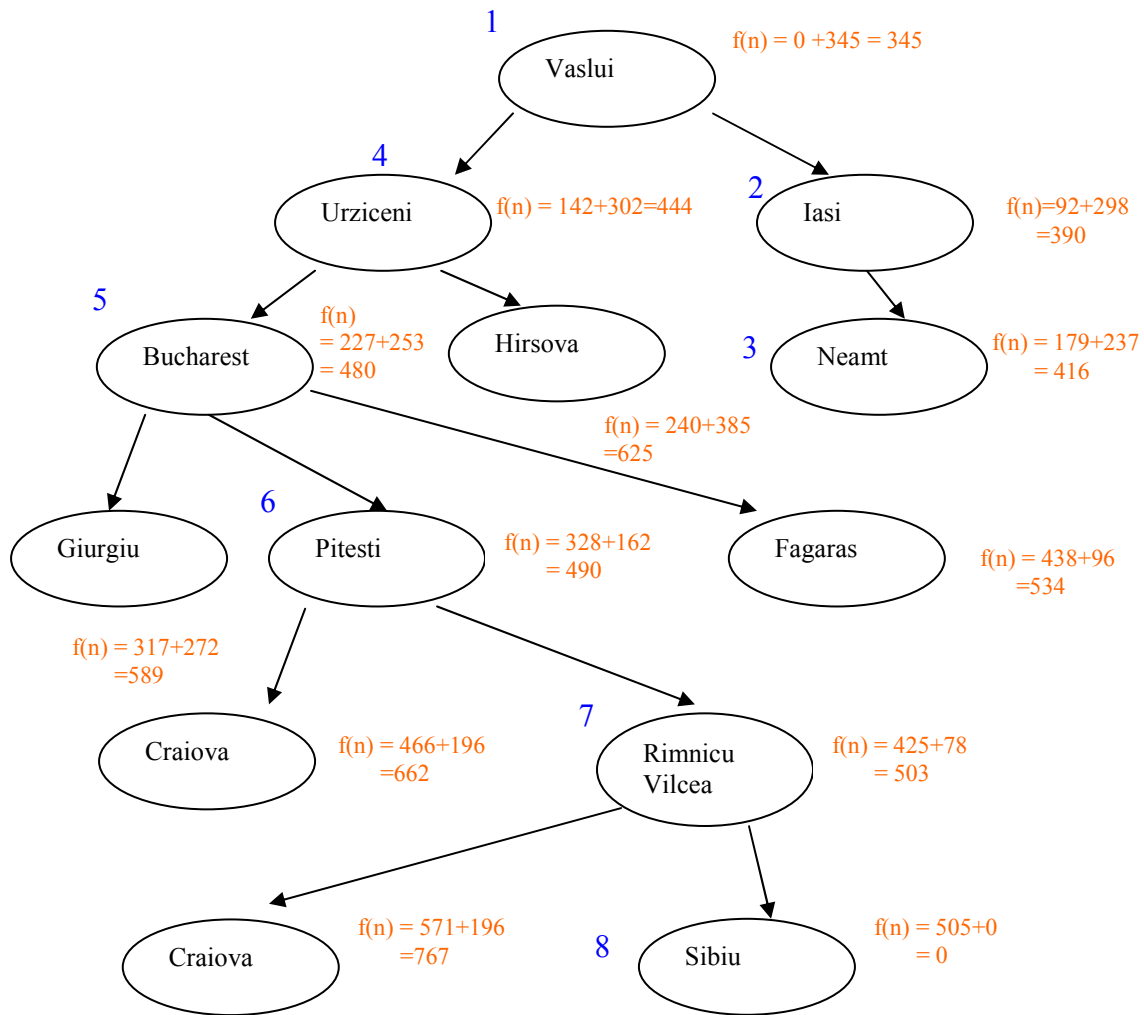 1
f(n) = 0 +345 = 345
Vaslui
4
Urziceni
f(n) = 142+302=444
2
Iasi
f(n)=92+298
=390
5
Bucharest
f(n)
= 227+253
= 480
Hirsova
3
Neamt
f(n) = 179+237
= 416
f(n) = 240+385
=625
Giurgiu
6
Pitesti
f(n) = 328+162
= 490
Fagaras
f(n) = 438+96
=534
f(n) = 317+272
=589
Craiova
f(n) = 466+196
=662
7
Rimnicu
Vilcea
f(n) = 425+78
= 503
Craiova
f(n) = 571+196
=767
8
Sibiu
f(n) = 505+0
= 0